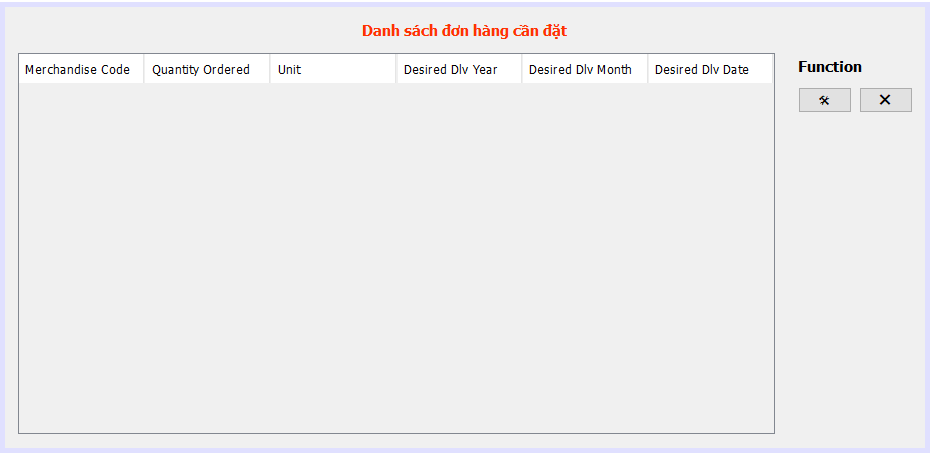 Danh sách đơn hàng cần đặt
Merchandise Code Quantity Ordered Unit Desired Dlv Year Desired Dlv Month Desired Dlv Date
Function